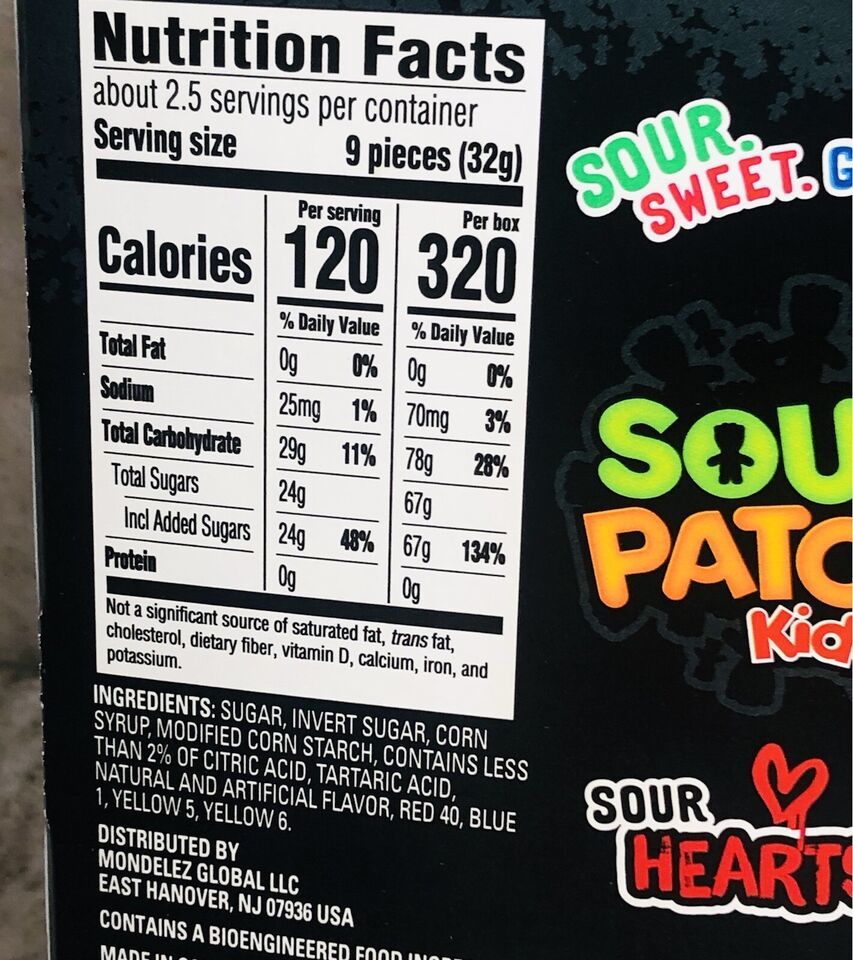 Nutrition Facts
about 2.5 servings per container
Serving size 9 pieces (32g)
Per serving Per box
Calories 120 320
% Daily Value % Daily Value
Total Fat 0g 0% 0g 0%
Sodium 25mg 1% 70mg 3%
Total Carbohydrate 29g 11% 78g 28%
Total Sugars 24g 67g
Incl Added Sugars 24g 48% 67g 134%
Protein 0g 0g
Not a significant source of saturated fat, trans fat,
cholesterol, dietary fiber, vitamin D, calcium, iron, and
potassium.
INGREDIENTS: SUGAR, INVERT SUGAR, CORN
SYRUP, MODIFIED CORN STARCH, CONTAINS LESS
THAN 2% OF CITRIC ACID, TARTARIC ACID,
NATURAL AND ARTIFICIAL FLAVOR, RED 40, BLUE
1, YELLOW 5, YELLOW 6.
DISTRIBUTED BY
MONDELEZ GLOBAL LLC
EAST HANOVER, NJ 07936 USA
CONTAINS A BIOENGINEERED FOOD
MADE IN
SOUR.
SWEET. G
SOU
PATC
Kid
SOUR
HEARTS